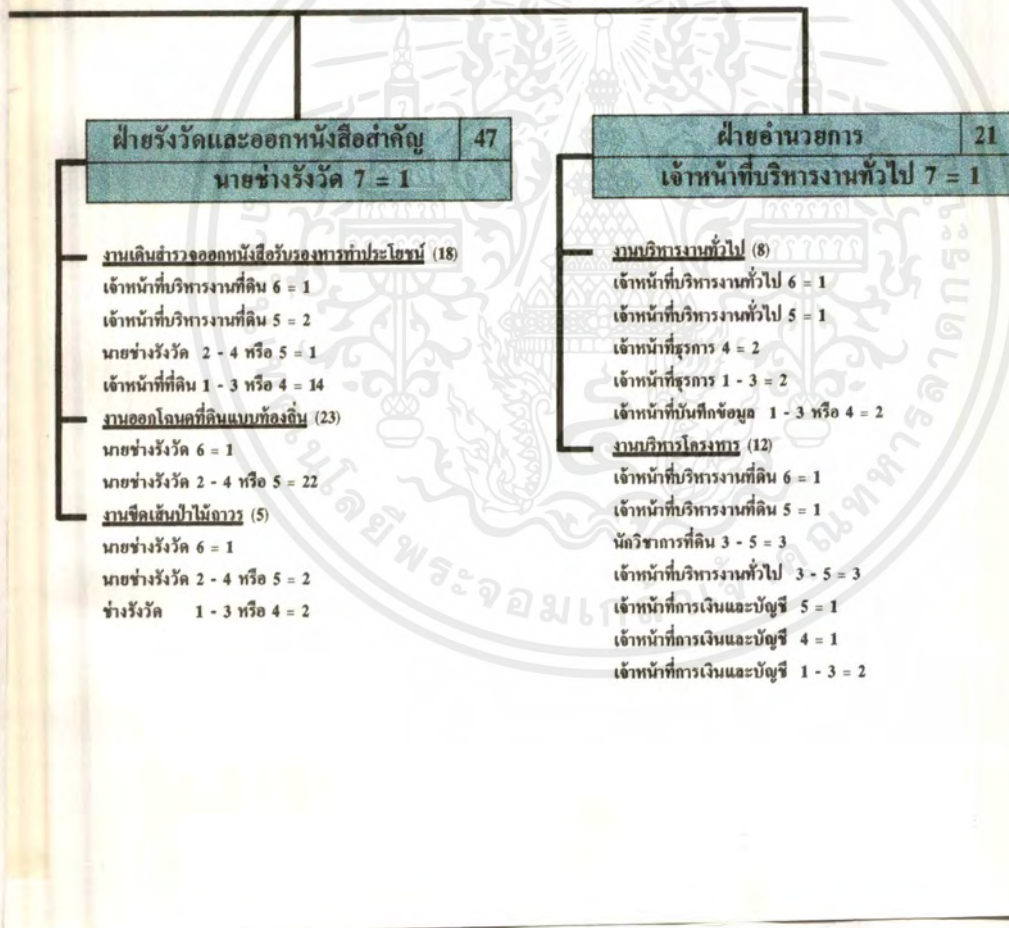 ฝ่ายรังวัดและออกหนังสือสำคัญ 47
นายช่างรังวัด 7 = 1
งานเดินสำรวจออกหนังสือรับรองการทำประโยชน์ (18)
เจ้าหน้าที่บริหารงานที่ดิน 6 = 1
เจ้าหน้าที่บริหารงานที่ดิน 5 = 2
นายช่างรังวัด 2 - 4 หรือ 5 = 1
เจ้าหน้าที่ที่ดิน 1 - 3 หรือ 4 = 14
งานออกโฉนดที่ดินแบบท้องถิ่น (23)
นายช่างรังวัด 6 = 1
นายช่างรังวัด 2 - 4 หรือ 5 = 22
งานขีดเส้นป่าไม้ถาวร (5)
นายช่างรังวัด 6 = 1
นายช่างรังวัด 2 - 4 หรือ 5 = 2
ช่างรังวัด 1 - 3 หรือ 4 = 2
ฝ่ายอำนวยการ 21
เจ้าหน้าที่บริหารงานทั่วไป 7 = 1
งานบริหารงานทั่วไป (8)
เจ้าหน้าที่บริหารงานทั่วไป 6 = 1
เจ้าหน้าที่บริหารงานทั่วไป 5 = 1
เจ้าหน้าที่ธุรการ 4 = 2
เจ้าหน้าที่ธุรการ 1 - 3 = 2
เจ้าหน้าที่บันทึกข้อมูล 1 - 3 หรือ 4 = 2
งานบริหารโครงการ (12)
เจ้าหน้าที่บริหารงานที่ดิน 6 = 1
เจ้าหน้าที่บริหารงานที่ดิน 5 = 1
นักวิชาการที่ดิน 3 - 5 = 3
เจ้าหน้าที่บริหารงานทั่วไป 3 - 5 = 3
เจ้าหน้าที่การเงินและบัญชี 5 = 1
เจ้าหน้าที่การเงินและบัญชี 4 = 1
เจ้าหน้าที่การเงินและบัญชี 1 - 3 = 2